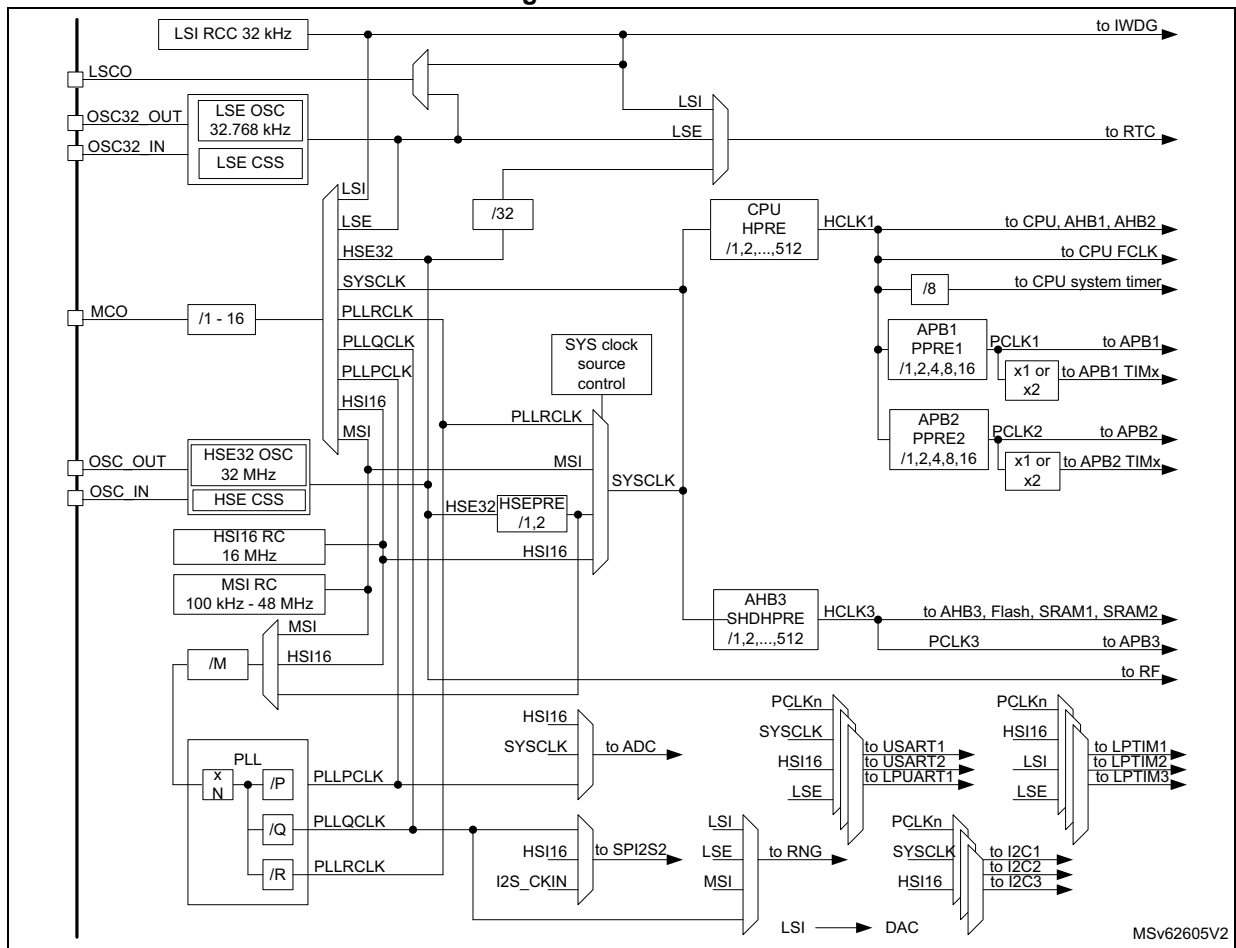 LSI RCC 32 kHz
to IWDG
LSCO
OSC32_OUT
LSE OSC
32.768 kHz
OSC32_IN
LSE CSS
LSI
LSE
to RTC
LSI
LSE
HSE32
SYSCLK
PLLRCLK
PLLQCLK
PLLPCLK
HSI16
MSI
/32
MCO
/1 - 16
CPU
HPRE
/1,2,...,512
HCLK1
to CPU, AHB1, AHB2
to CPU FCLK
/8
to CPU system timer
APB1
PPRE1
/1,2,4,8,16
PCLK1
to APB1
x1 or
x2
to APB1 TIMx
APB2
PPRE2
/1,2,4,8,16
PCLK2
to APB2
x1 or
x2
to APB2 TIMx
SYS clock
source
control
PLLRCLK
MSI
HSE32
HSEPRE
/1,2
HSI16
SYSCLK
OSC_OUT
HSE32 OSC
32 MHz
OSC_IN
HSE CSS
HSI16 RC
16 MHz
MSI RC
100 kHz - 48 MHz
AHB3
SHDHPRE
/1,2,...,512
HCLK3
to AHB3, Flash, SRAM1, SRAM2
PCLK3
to APB3
to RF
MSI
HSI16
/M
PLL
x
N
/P
/Q
/R
PLLPCLK
PLLQCLK
PLLRCLK
HSI16
SYSCLK
to ADC
HSI16
I2S_CKIN
to SPI2S2
PCLKn
SYSCLK
HSI16
LSE
to USART1
to USART2
to LPUART1
PCLKn
HSI16
LSI
LSE
to LPTIM1
to LPTIM2
to LPTIM3
LSI
LSE
MSI
to RNG
PCLKn
SYSCLK
HSI16
to I2C1
to I2C2
to I2C3
LSI
DAC
MSv62605V2